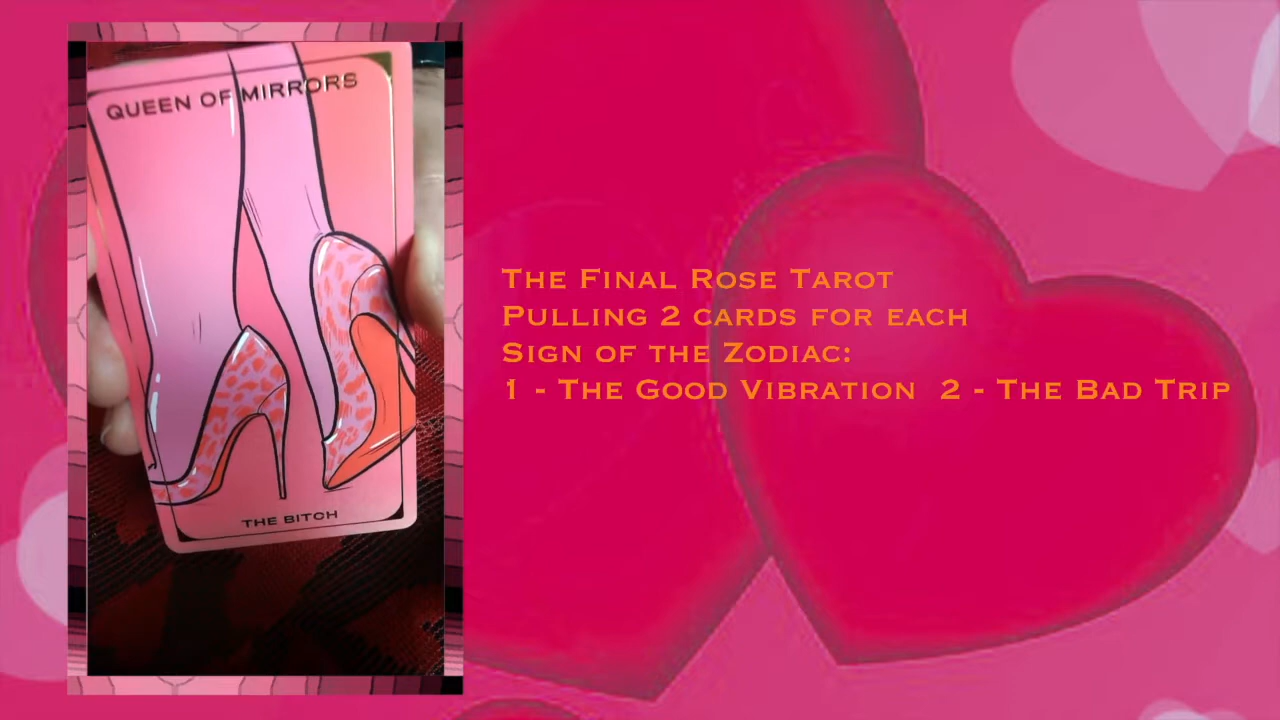 QUEEN OF MIRRORS
THE BITCH
The Final Rose Tarot
Pulling 2 cards for each
Sign of the Zodiac:
1 - The Good Vibration  2 - The Bad Trip